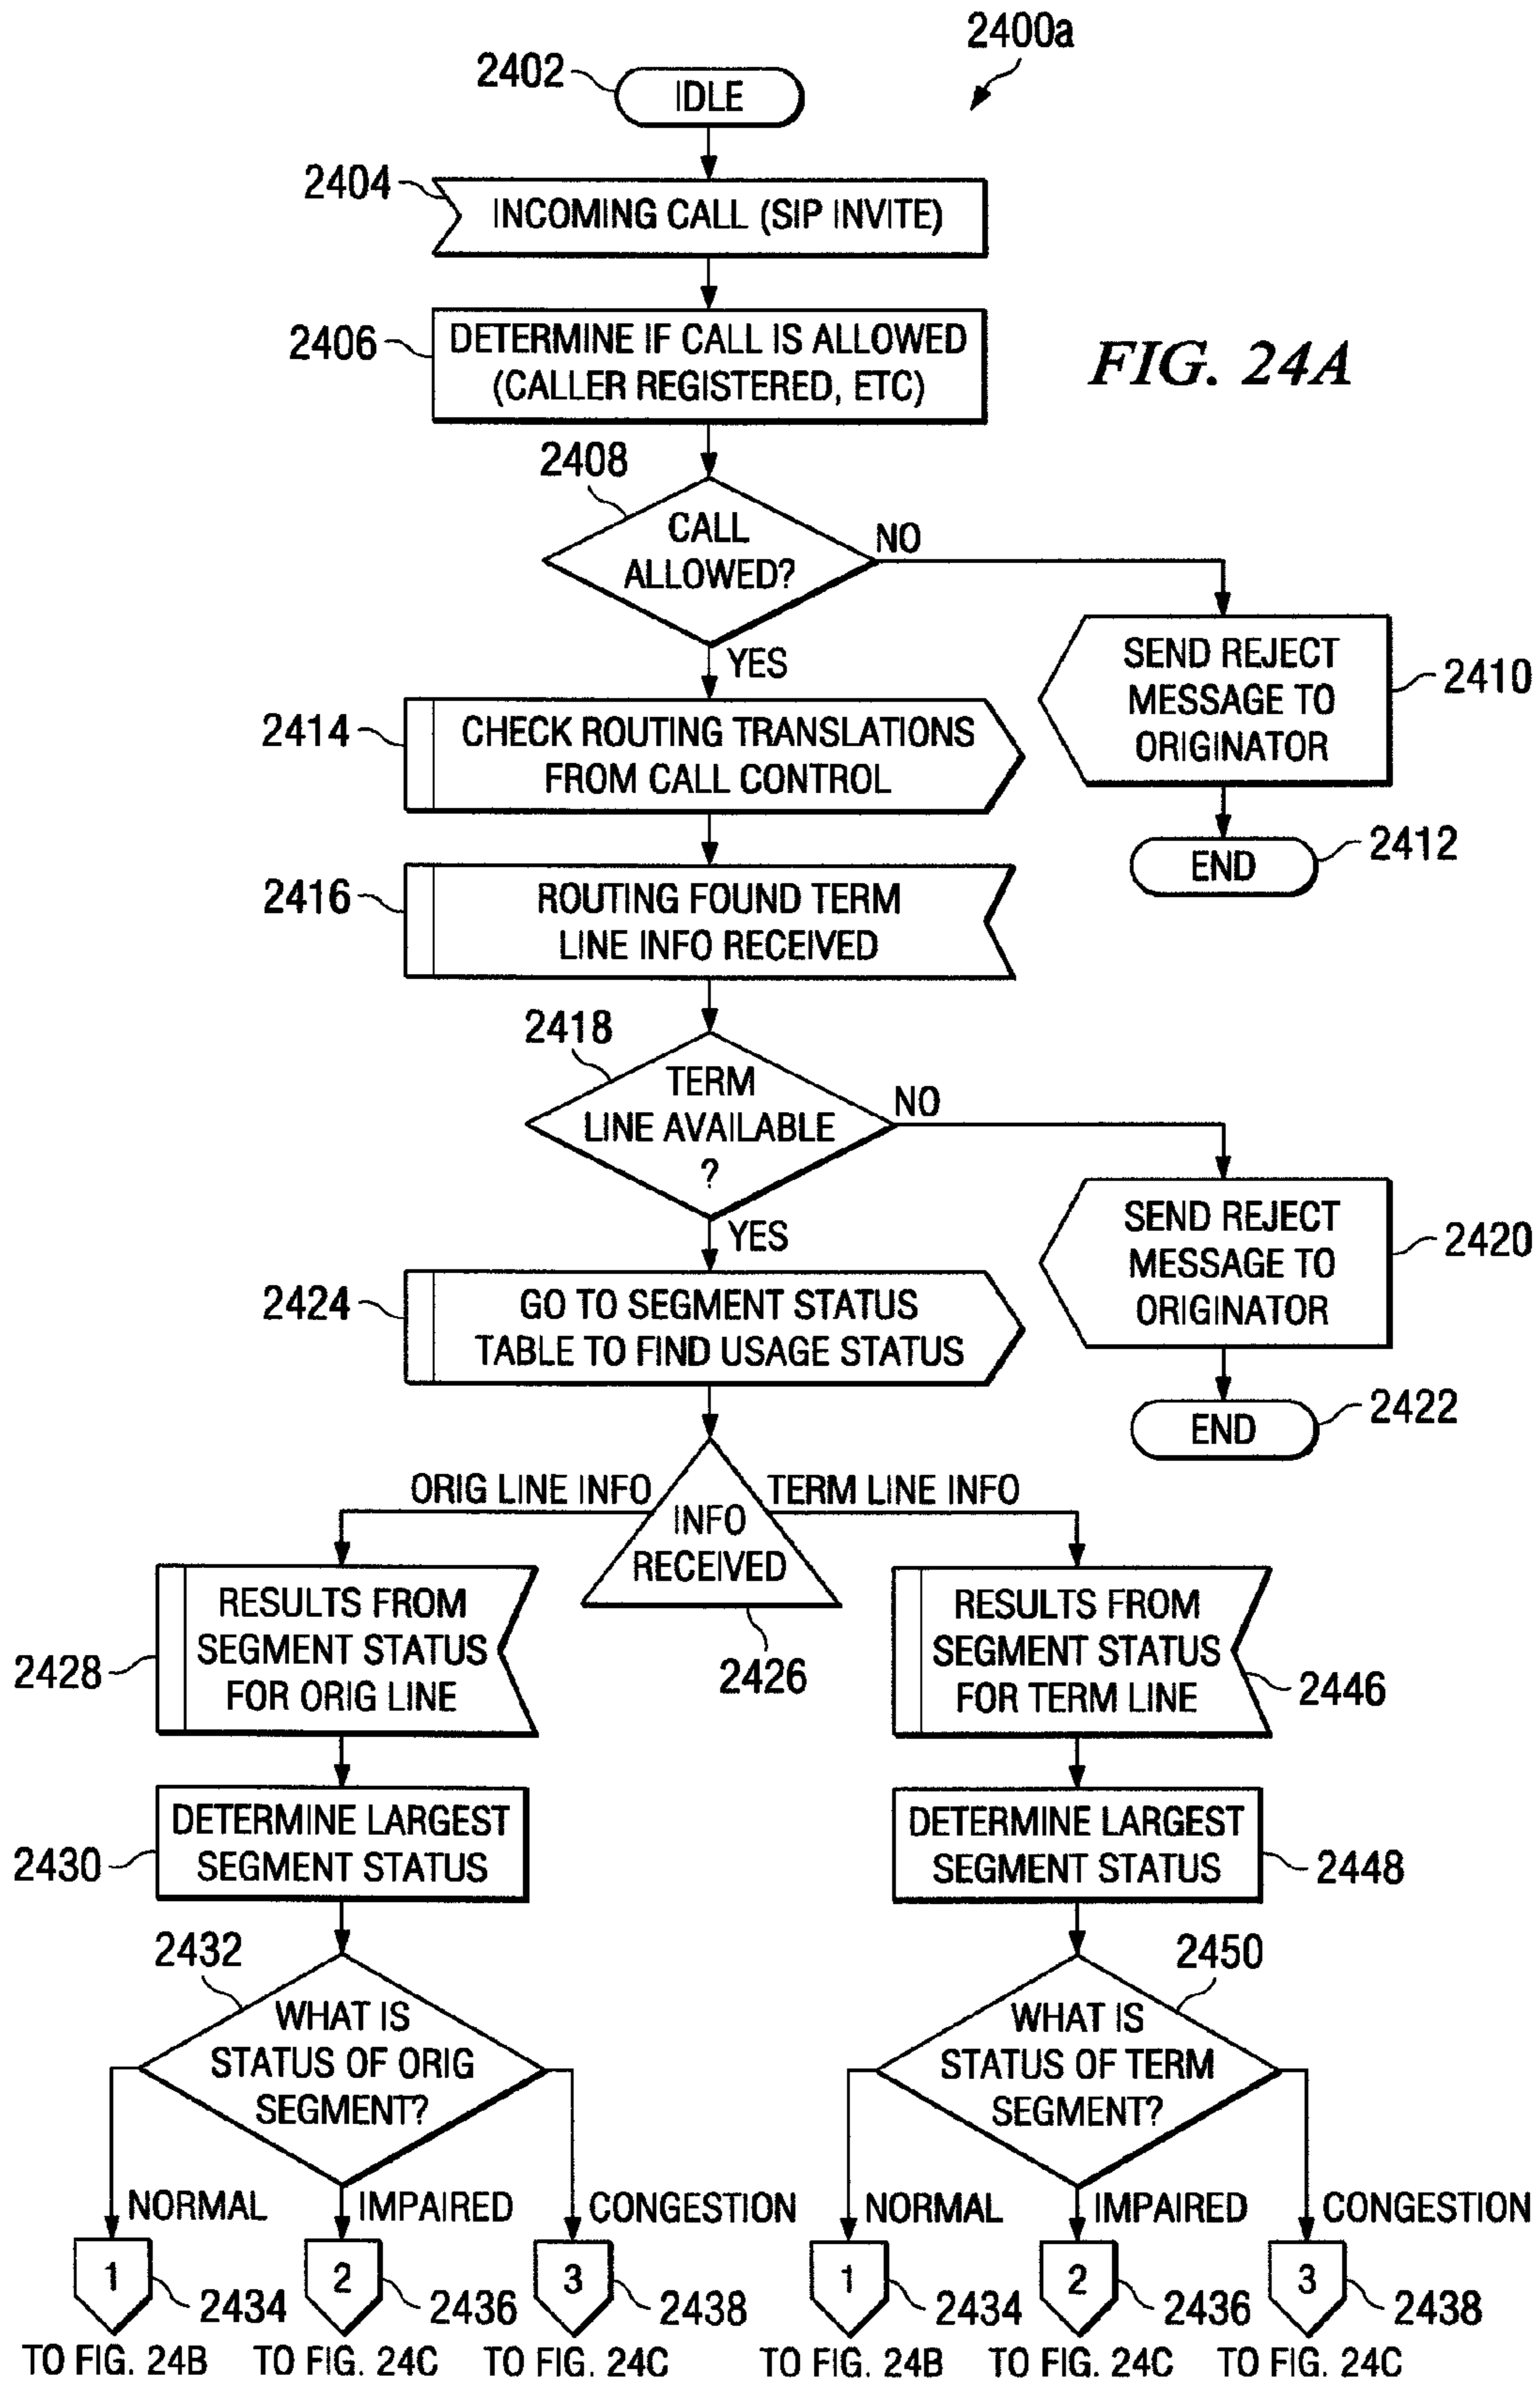 2400a
2402
IDLE
2404
INCOMING CALL (SIP INVITE)
2406
DETERMINE IF CALL IS ALLOWED
(CALLER REGISTERED, ETC)
FIG. 24A
2408
CALL
ALLOWED?
NO
YES
SEND REJECT
MESSAGE TO
ORIGINATOR
2410
2414
CHECK ROUTING TRANSLATIONS
FROM CALL CONTROL
END
2412
2416
ROUTING FOUND TERM
LINE INFO RECEIVED
2418
TERM
LINE AVAILABLE
?
NO
YES
SEND REJECT
MESSAGE TO
ORIGINATOR
2420
2424
GO TO SEGMENT STATUS
TABLE TO FIND USAGE STATUS
END
2422
ORIG LINE INFO
TERM LINE INFO
INFO
RECEIVED
2426
2428
RESULTS FROM
SEGMENT STATUS
FOR ORIG LINE
RESULTS FROM
SEGMENT STATUS
FOR TERM LINE
2446
2430
DETERMINE LARGEST
SEGMENT STATUS
DETERMINE LARGEST
SEGMENT STATUS
2448
2432
WHAT IS
STATUS OF ORIG
SEGMENT?
2450
WHAT IS
STATUS OF TERM
SEGMENT?
NORMAL
IMPAIRED
CONGESTION
NORMAL
IMPAIRED
CONGESTION
1
2434
2
2436
3
2438
1
2434
2
2436
3
2438
TO FIG. 24B
TO FIG. 24C
TO FIG. 24C
TO FIG. 24B
TO FIG. 24C
TO FIG. 24C